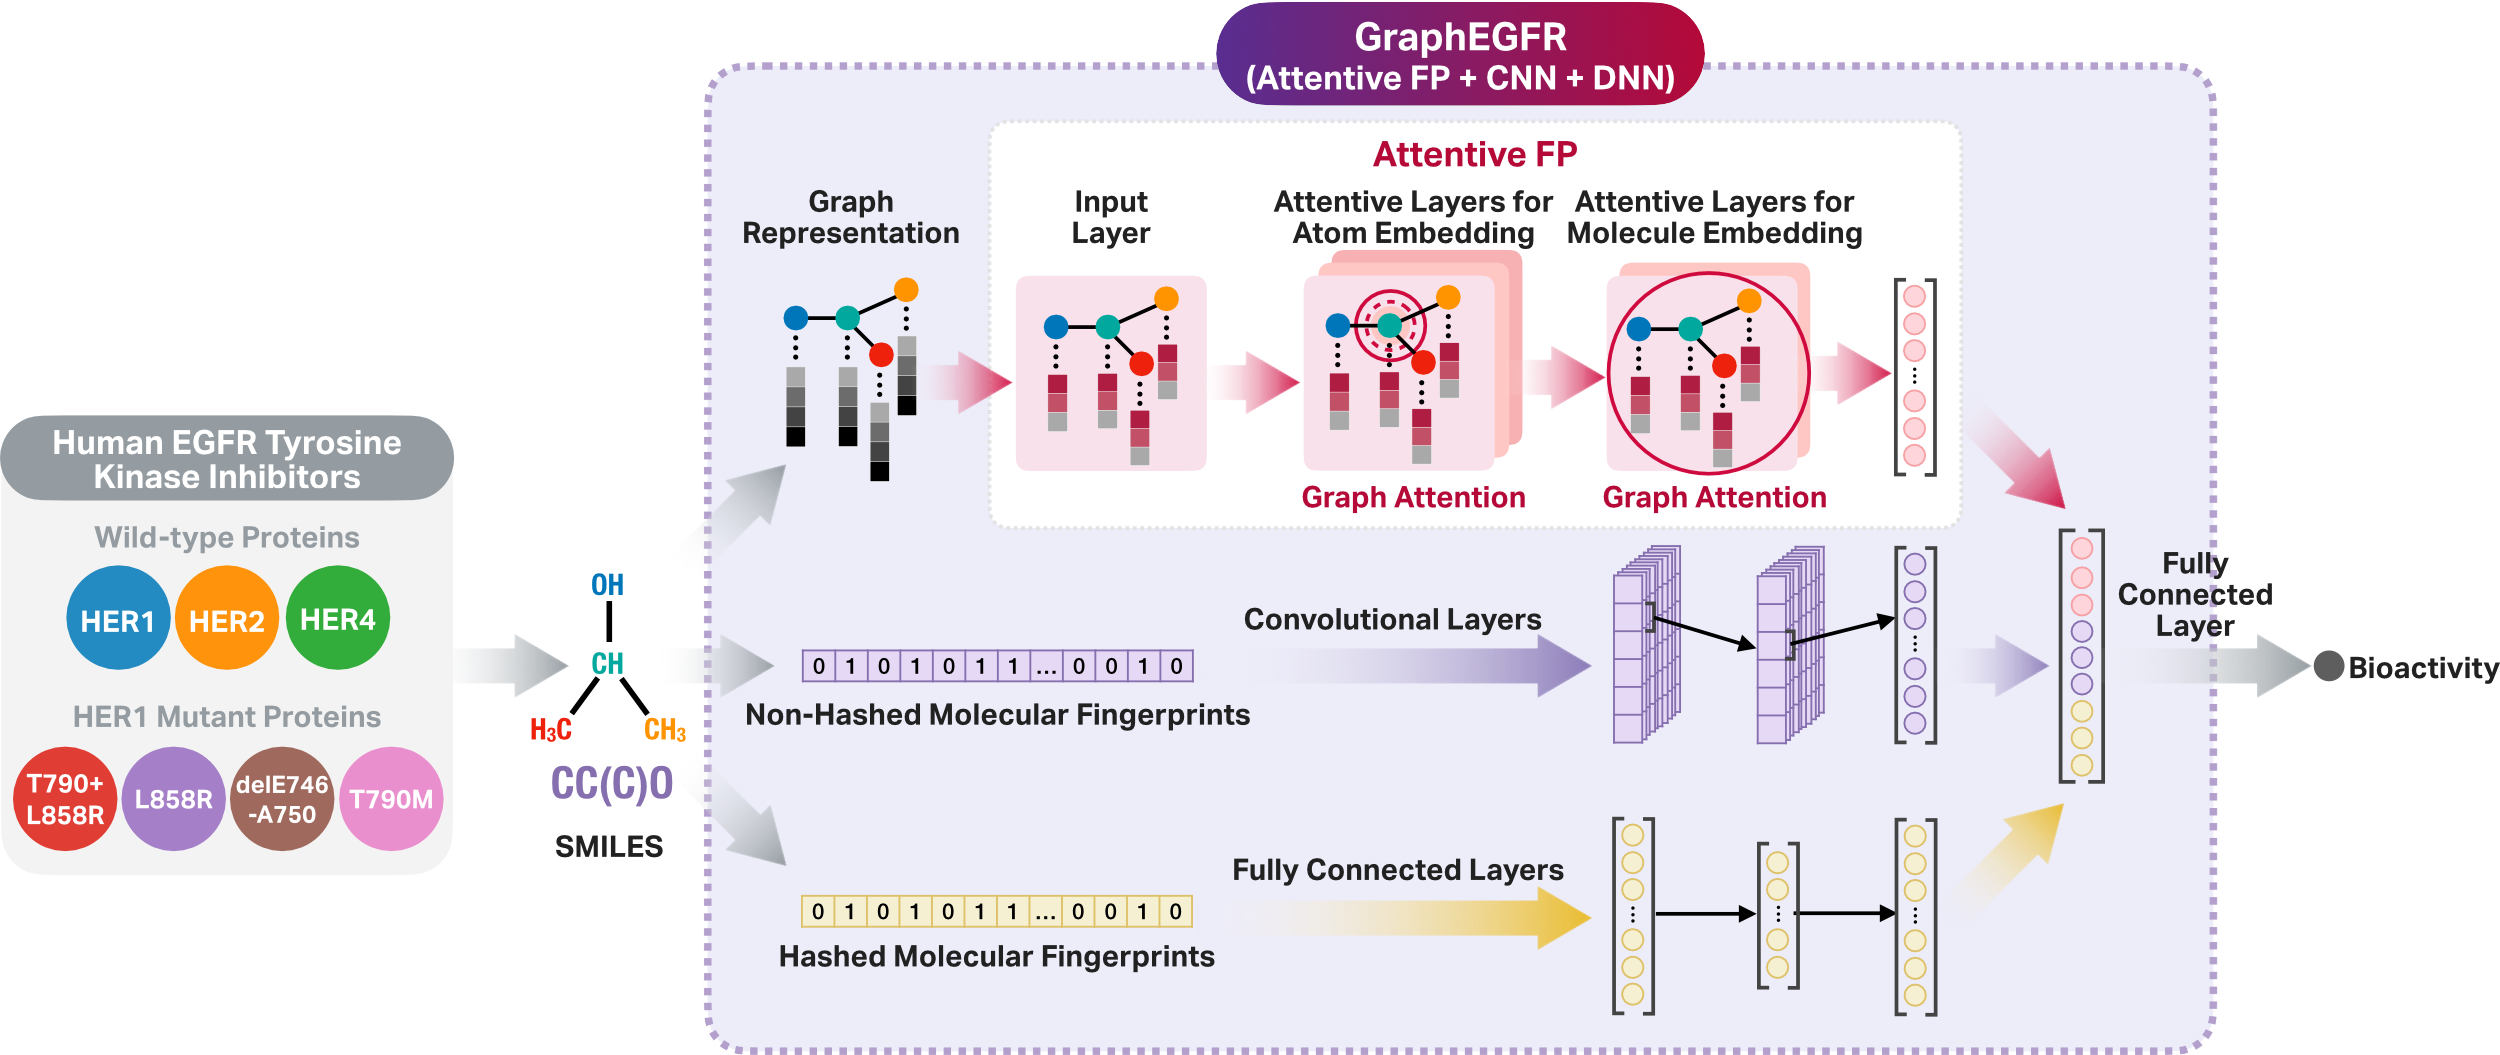 GraphEGFR
(Attentive FP + CNN + DNN)
Attentive FP
Graph
Representation
Input
Layer
Attentive Layers for
Atom Embedding
Attentive Layers for
Molecule Embedding
Graph Attention
Graph Attention
Human EGFR Tyrosine
Kinase Inhibitors
Wild-type Proteins
HER1
HER2
HER4
HER1 Mutant Proteins
T790+
L858R
L858R
delE746
-A750
T790M
OH
CH
H3C
CH3
CC(C)O
SMILES
0 1 0 1 0 1 1 ... 0 0 1 0
Non-Hashed Molecular Fingerprints
Convolutional Layers
0 1 0 1 0 1 1 ... 0 0 1 0
Hashed Molecular Fingerprints
Fully Connected Layers
Fully
Connected
Layer
Bioactivity